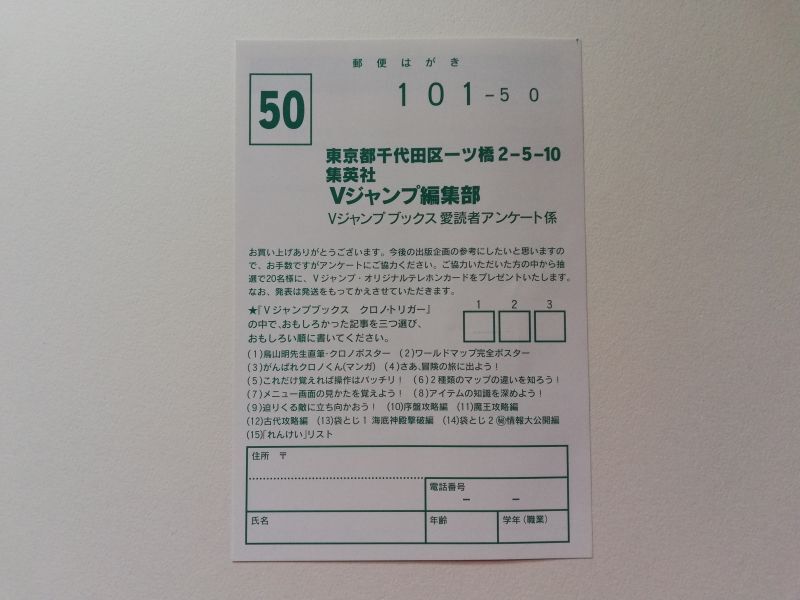 郵便はがき
50
101-50
東京都千代田区一ツ橋2-5-10
集英社
Vジャンプ編集部
Vジャンプ ブックス 愛読者アンケート係
お買い上げありがとうございます。今後の出版企画の参考にしたいと思いますの
で、お手数ですがアンケートにご協力ください。ご協力いただいた方の中から抽
選で20名様に、Vジャンプ・オリジナルテレホンカードをプレゼントいたします。
なお、発表は発送をもってかえさせていただきます。
★『Vジャンプブックス クロノ・トリガー』
の中で、おもしろかった記事を三つ選び、
おもしろい順に書いてください。
1 2 3
(1)鳥山明先生直筆・クロノポスター (2)ワールドマップ完全ポスター
(3)がんばれクロノくん(マンガ) (4)さあ、冒険の旅に出よう!
(5)これだけ覚えれば操作はバッチリ! (6)2種類のマップの違いを知ろう!
(7)メニュー画面の見かたを覚えよう! (8)アイテムの知識を深めよう!
(9)迫りくる敵に立ち向かおう! (10)序盤攻略編 (11)魔王攻略編
(12)古代攻略編 (13)袋とじ1 海底神殿撃破編 (14)袋とじ2 ㊙情報大公開編
(15)「れんけい」リスト
住所 〒
電話番号
- -
氏名
年齢
学年(職業)